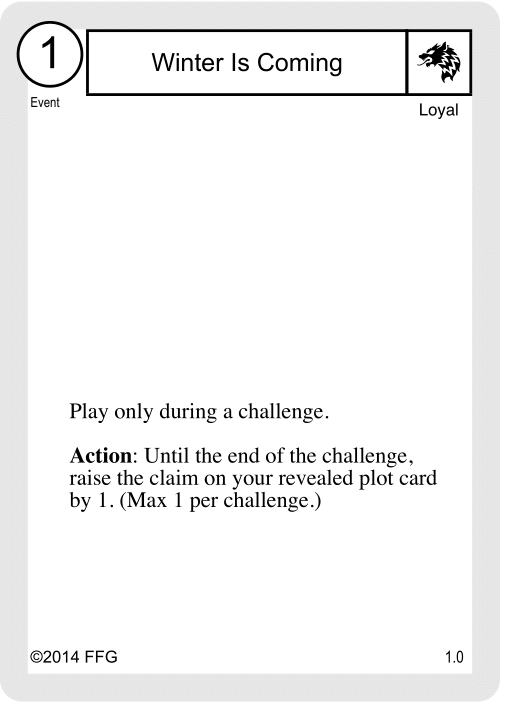 1
Winter Is Coming
Event
Loyal
Play only during a challenge.
Action: Until the end of the challenge,
raise the claim on your revealed plot card
by 1. (Max 1 per challenge.)
©2014 FFG
1.0